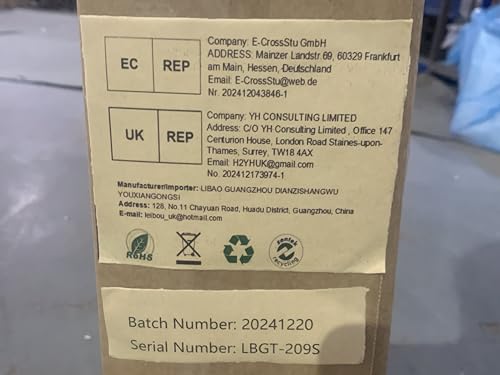 EC REP
Company: E-CrossStu GmbH
ADDRESS: Mainzer Landstr.69, 60329 Frankfurt
am Main, Hessen, Deutschland
Email: E-CrossStu@web.de
Nr. 202412043846-1
UK REP
Company: YH CONSULTING LIMITED
Address: C/O YH Consulting Limited , Office 147
Centurion House, London Road Staines-upon-
Thames, Surrey, TW18 4AX
Email: H2YHUK@gmail.com
no. 202412173974-1
Manufacturer/Importer: LIBAO GUANGZHOU DIANZISHANGWU
YOUXIANGONGSI
Address: 126, No.11 Chayuan Road, Huadu District, Guangzhou, China
E-mail: leibou_uk@hotmail.com
RoHS
zentek
recycling
Batch Number: 20241220
Serial Number: LBGT-209S